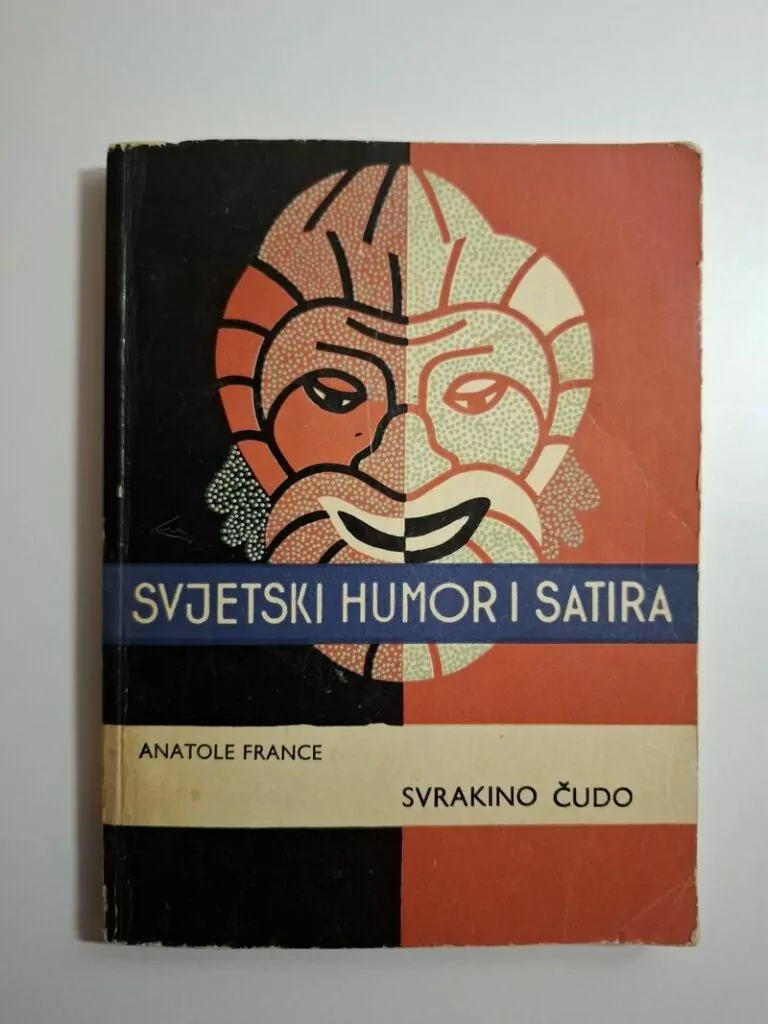 SVJETSKI HUMOR I SATIRA
ANATOLE FRANCE
SVRAKINO ČUDO